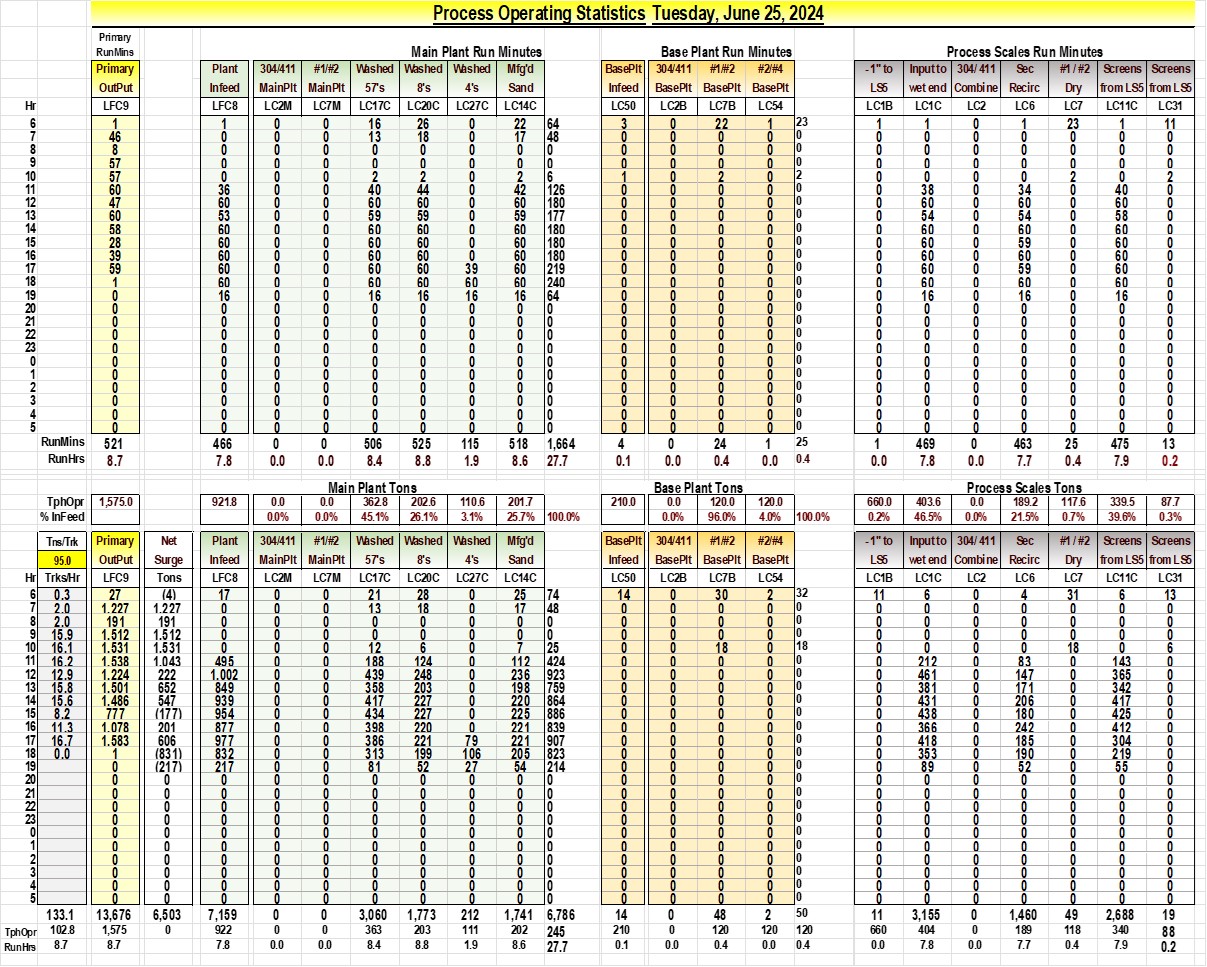 Process Operating Statistics Tuesday, June 25, 2024
Primary
RunMins Main Plant Run Minutes Base Plant Run Minutes Process Scales Run Minutes
Primary Plant 304/411 #1/#2 Washed Washed Washed Mfg'd BasePlt 304/411 #1/#2 #2/#4 -1" to Input to 304/ 411 Sec #1 / #2 Screens Screens
OutPut Infeed MainPlt MainPlt 57's 8's 4's Sand Infeed BasePlt BasePlt BasePlt LS5 wet end Combine Recirc Dry from LS5 from LS5
Hr LFC9 LFC8 LC2M LC7M LC17C LC20C LC27C LC14C LC50 LC2B LC7B LC54 LC1B LC1C LC2 LC6 LC7 LC11C LC31
6 1 1 0 0 16 26 0 22 64 3 0 22 1 23 1 1 0 1 23 1 11
7 46 0 0 0 13 18 0 17 48 0 0 0 0 0 0 0 0 0 0 0 0
8 8 0 0 0 0 0 0 0 0 0 0 0 0 0 0 0 0 0 0 0 0
9 57 0 0 0 0 0 0 0 0 0 0 0 0 0 0 0 0 0 0 0 0
10 57 0 0 0 2 2 0 2 6 1 0 2 0 2 0 0 0 0 2 0 2
11 60 36 0 0 40 44 0 42 126 0 0 0 0 0 0 38 0 34 0 40 0
12 47 60 0 0 60 60 0 60 180 0 0 0 0 0 0 60 0 60 0 60 0
13 60 53 0 0 59 59 0 59 177 0 0 0 0 0 0 54 0 54 0 58 0
14 58 60 0 0 60 60 0 60 180 0 0 0 0 0 0 60 0 60 0 60 0
15 28 60 0 0 60 60 0 60 180 0 0 0 0 0 0 60 0 59 0 60 0
16 39 60 0 0 60 60 0 60 180 0 0 0 0 0 0 60 0 60 0 60 0
17 59 60 0 0 60 60 39 60 219 0 0 0 0 0 0 60 0 59 0 60 0
18 1 60 0 0 60 60 60 60 240 0 0 0 0 0 0 60 0 60 0 60 0
19 0 16 0 0 16 16 16 16 64 0 0 0 0 0 0 16 0 16 0 16 0
20 0 0 0 0 0 0 0 0 0 0 0 0 0 0 0 0 0 0 0 0 0
21 0 0 0 0 0 0 0 0 0 0 0 0 0 0 0 0 0 0 0 0 0
22 0 0 0 0 0 0 0 0 0 0 0 0 0 0 0 0 0 0 0 0 0
23 0 0 0 0 0 0 0 0 0 0 0 0 0 0 0 0 0 0 0 0 0
0 0 0 0 0 0 0 0 0 0 0 0 0 0 0 0 0 0 0 0 0 0
1 0 0 0 0 0 0 0 0 0 0 0 0 0 0 0 0 0 0 0 0 0
2 0 0 0 0 0 0 0 0 0 0 0 0 0 0 0 0 0 0 0 0 0
3 0 0 0 0 0 0 0 0 0 0 0 0 0 0 0 0 0 0 0 0 0
4 0 0 0 0 0 0 0 0 0 0 0 0 0 0 0 0 0 0 0 0 0
5 0 0 0 0 0 0 0 0 0 0 0 0 0 0 0 0 0 0 0 0 0
RunMins 521 466 0 0 506 525 115 518 1,664 4 0 24 1 25 1 469 0 463 25 475 13
RunHrs 8.7 7.8 0.0 0.0 8.4 8.8 1.9 8.6 27.7 0.1 0.0 0.4 0.0 0.4 0.0 7.8 0.0 7.7 0.4 7.9 0.2
Main Plant Tons Base Plant Tons Process Scales Tons
TphOpr 1,575.0 921.8 0.0 0.0 362.8 202.6 110.6 201.7 210.0 0.0 120.0 120.0 660.0 403.6 0.0 189.2 117.6 339.5 87.7
% InFeed 0.0% 0.0% 45.1% 26.1% 3.1% 25.7% 100.0% 0.0% 96.0% 4.0% 100.0% 0.2% 46.5% 0.0% 21.5% 0.7% 39.6% 0.3%
Tns/Trk Primary Net Plant 304/411 #1/#2 Washed Washed Washed Mfg'd BasePlt 304/411 #1/#2 #2/#4 -1" to Input to 304/ 411 Sec #1 / #2 Screens Screens
95.0 OutPut Surge Infeed MainPlt MainPlt 57's 8's 4's Sand Infeed BasePlt BasePlt BasePlt LS5 wet end Combine Recirc Dry from LS5 from LS5
Hr Trks/Hr LFC9 Tons LFC8 LC2M LC7M LC17C LC20C LC27C LC14C LC50 LC2B LC7B LC54 LC1B LC1C LC2 LC6 LC7 LC11C LC31
6 0.3 27 (4) 17 0 0 21 28 0 25 74 14 0 30 2 32 11 6 0 4 31 6 13
7 2.0 1,227 1,227 0 0 0 13 18 0 17 48 0 0 0 0 0 0 0 0 0 0 0 0
8 2.0 191 191 0 0 0 0 0 0 0 0 0 0 0 0 0 0 0 0 0 0 0 0
9 15.9 1,512 1,512 0 0 0 0 0 0 0 0 0 0 0 0 0 0 0 0 0 0 0 0
10 16.1 1,531 1,531 0 0 0 12 6 0 7 25 0 0 18 0 18 0 0 0 0 18 0 6
11 16.2 1,538 1,043 495 0 0 188 124 0 112 424 0 0 0 0 0 0 212 0 83 0 143 0
12 12.9 1,224 222 1,002 0 0 439 248 0 236 923 0 0 0 0 0 0 461 0 147 0 365 0
13 15.8 1,501 652 849 0 0 358 203 0 198 759 0 0 0 0 0 0 381 0 171 0 342 0
14 15.6 1,486 547 939 0 0 417 227 0 220 864 0 0 0 0 0 0 431 0 206 0 417 0
15 8.2 777 (177) 954 0 0 434 227 0 225 886 0 0 0 0 0 0 438 0 180 0 425 0
16 11.3 1,078 201 877 0 0 398 220 0 221 839 0 0 0 0 0 0 366 0 242 0 412 0
17 16.7 1,583 606 977 0 0 386 221 79 221 907 0 0 0 0 0 0 418 0 185 0 304 0
18 0.0 1 (831) 832 0 0 313 199 106 205 823 0 0 0 0 0 0 353 0 190 0 219 0
19 0 (217) 217 0 0 81 52 27 54 214 0 0 0 0 0 0 89 0 52 0 55 0
20 0 0 0 0 0 0 0 0 0 0 0 0 0 0 0 0 0 0 0 0 0 0
21 0 0 0 0 0 0 0 0 0 0 0 0 0 0 0 0 0 0 0 0 0 0
22 0 0 0 0 0 0 0 0 0 0 0 0 0 0 0 0 0 0 0 0 0 0
23 0 0 0 0 0 0 0 0 0 0 0 0 0 0 0 0 0 0 0 0 0 0
0 0 0 0 0 0 0 0 0 0 0 0 0 0 0 0 0 0 0 0 0 0 0
1 0 0 0 0 0 0 0 0 0 0 0 0 0 0 0 0 0 0 0 0 0 0
2 0 0 0 0 0 0 0 0 0 0 0 0 0 0 0 0 0 0 0 0 0 0
3 0 0 0 0 0 0 0 0 0 0 0 0 0 0 0 0 0 0 0 0 0 0
4 0 0 0 0 0 0 0 0 0 0 0 0 0 0 0 0 0 0 0 0 0 0
5 0 0 0 0 0 0 0 0 0 0 0 0 0 0 0 0 0 0 0 0 0 0
133.1 13,676 6,503 7,159 0 0 3,060 1,773 212 1,741 6,786 14 0 48 2 50 11 3,155 0 1,460 49 2,688 19
TphOpr 102.8 1,575 0 922 0 0 363 203 111 202 245 210 0 120 120 120 660 404 0 189 118 340 88
RunHrs 8.7 8.7 7.8 0.0 0.0 8.4 8.8 1.9 8.6 27.7 0.1 0.0 0.4 0.0 0.4 0.0 7.8 0.0 7.7 0.4 7.9 0.2